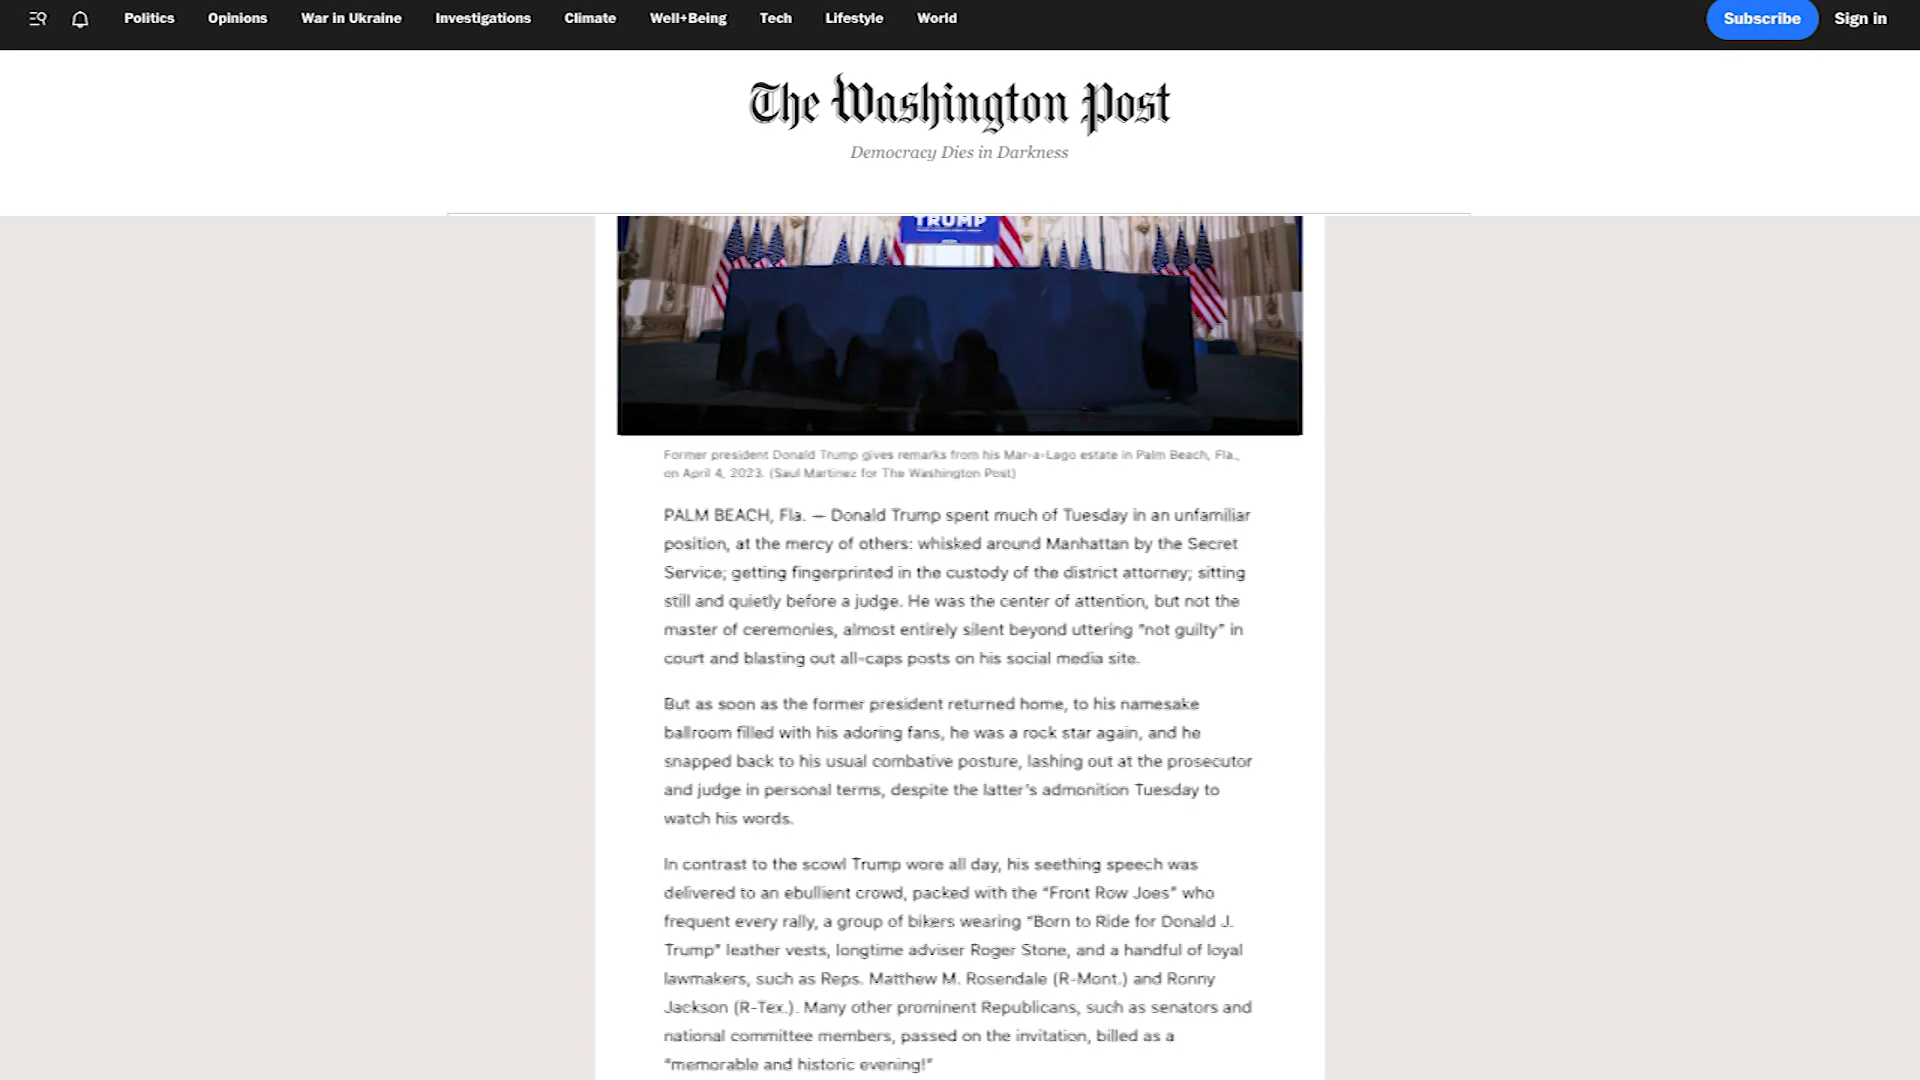 Politics Opinions War in Ukraine Investigations Climate Well+Being Tech Lifestyle World Subscribe Sign in
The Washington Post
Democracy Dies in Darkness
TRUMP
Former president Donald Trump gives remarks from his Mar-a-Lago estate in Palm Beach, Fla.,
on April 4, 2023. (Saul Martinez for The Washington Post)
PALM BEACH, Fla. — Donald Trump spent much of Tuesday in an unfamiliar
position, at the mercy of others: whisked around Manhattan by the Secret
Service; getting fingerprinted in the custody of the district attorney; sitting
still and quietly before a judge. He was the center of attention, but not the
master of ceremonies, almost entirely silent beyond uttering "not guilty" in
court and blasting out all-caps posts on his social media site.
But as soon as the former president returned home, to his namesake
ballroom filled with his adoring fans, he was a rock star again, and he
snapped back to his usual combative posture, lashing out at the prosecutor
and judge in personal terms, despite the latter's admonition Tuesday to
watch his words.
In contrast to the scowl Trump wore all day, his seething speech was
delivered to an ebullient crowd, packed with the "Front Row Joes" who
frequent every rally, a group of bikers wearing "Born to Ride for Donald J.
Trump" leather vests, longtime adviser Roger Stone, and a handful of loyal
lawmakers, such as Reps. Matthew M. Rosendale (R-Mont.) and Ronny
Jackson (R-Tex.). Many other prominent Republicans, such as senators and
national committee members, passed on the invitation, billed as a
"memorable and historic evening!"